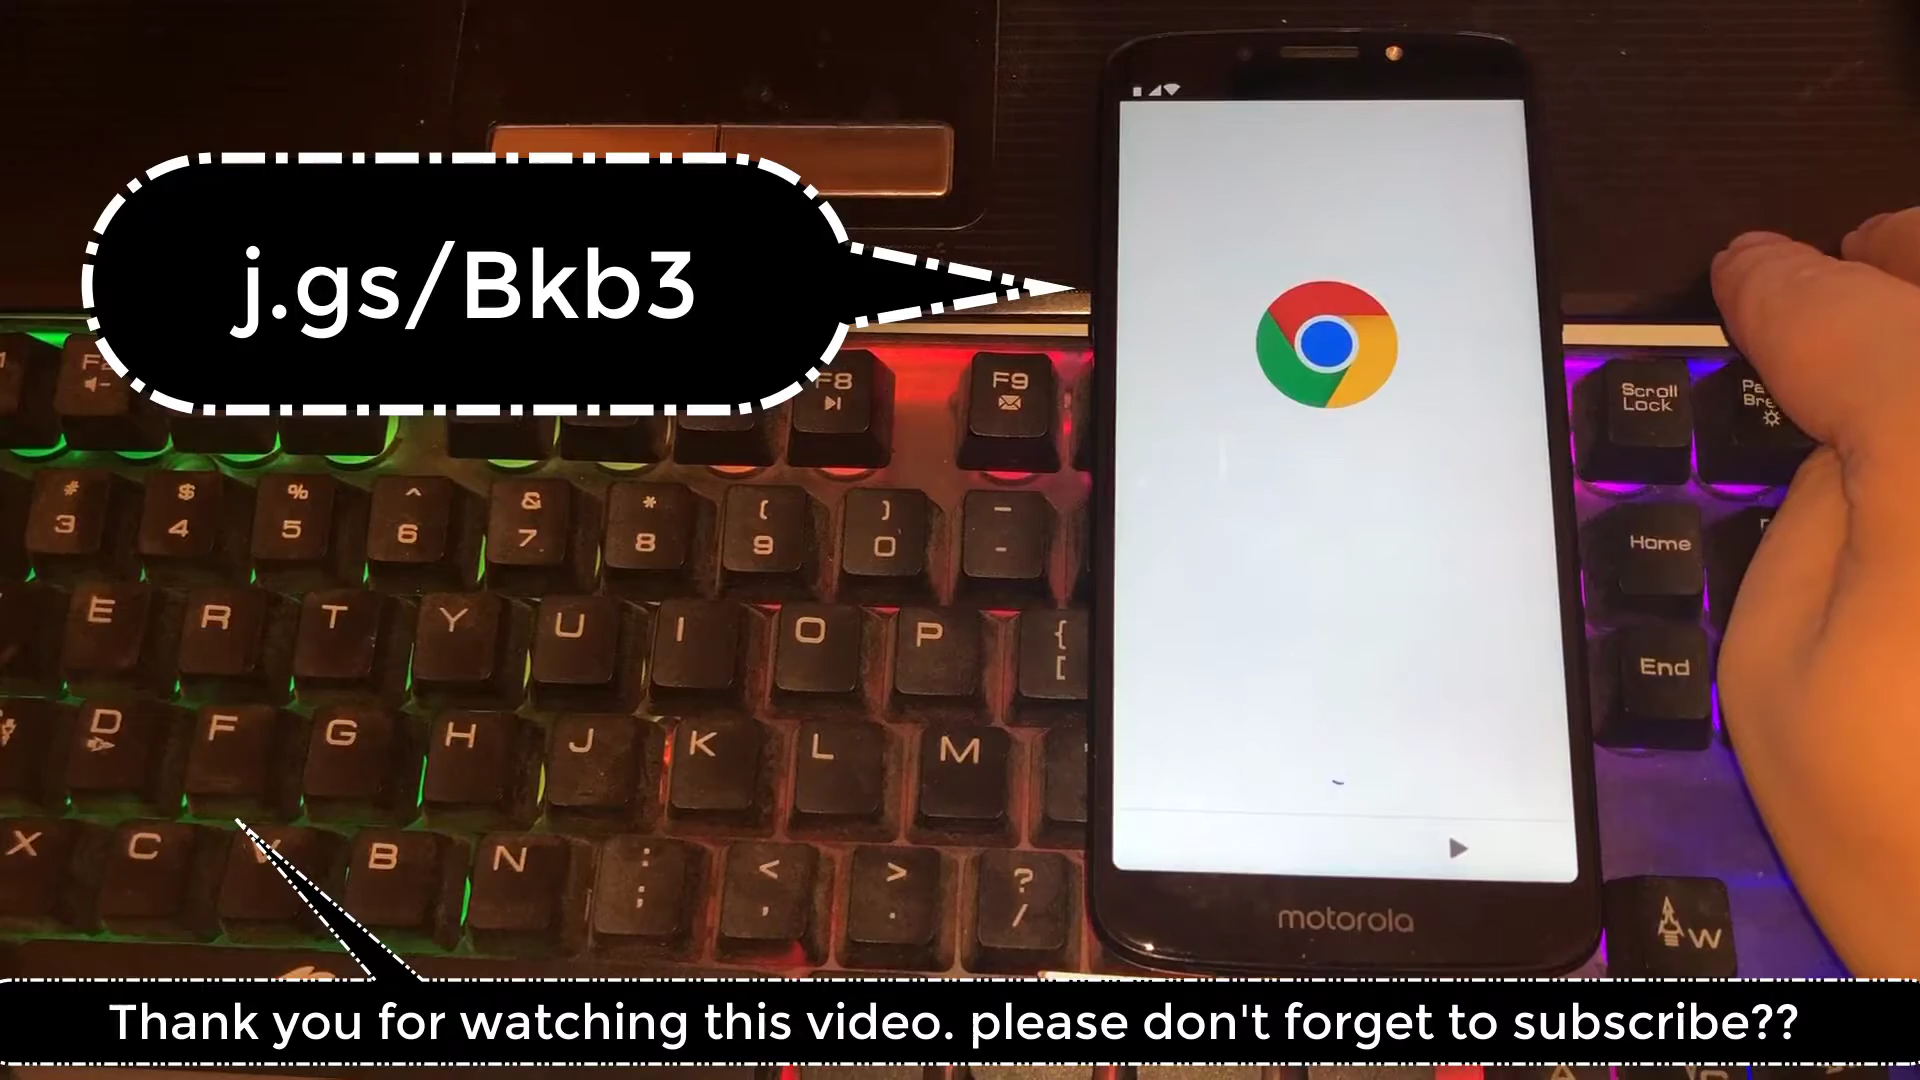 j.gs/Bkb3
F8
F9
Scroll
Lock
#
3
$
4
%
5
^
6
&
7
*
8
(
9
)
0
-
-
Home
E
R
T
Y
U
I
O
P
{
[
End
D
F
G
H
J
K
L
M
X
C
V
B
N
:
;
<
,
>
.
?
/
W
motorola
Thank you for watching this video. please don't forget to subscribe??